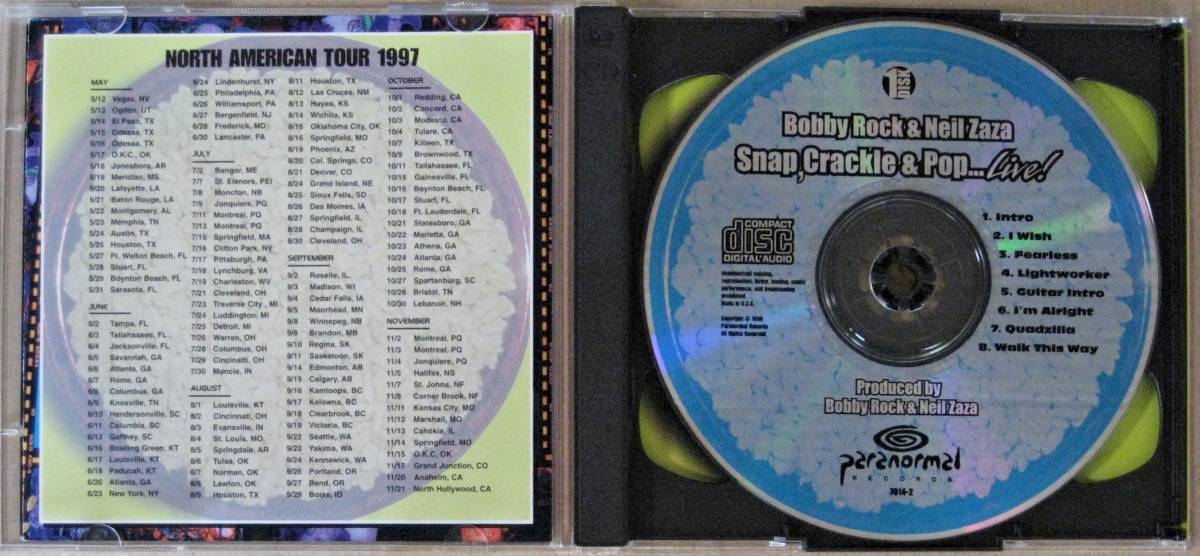 NORTH AMERICAN TOUR 1997
MAY
5/12 Vegas, NV
5/13 Ogden, UT
5/14 El Paso, TX
5/15 Odessa, TX
5/16 Odessa, TX
5/17 O.K.C, OK
5/18 Jonesboro, AR
5/19 Meridian, MS
5/20 Lafayette, LA
5/21 Baton Rouge, LA
5/22 Montgomery, AL
5/23 Memphis, TN
5/24 Austin, TX
5/25 Houston, TX
5/27 Ft. Walton Beach, FL
5/28 Stuart, FL
5/29 Boynton Beach, FL
5/31 Sarasota, FL
JUNE
6/2 Tampa, FL
6/3 Tallahassee, FL
6/4 Jacksonville, FL
6/5 Savannah, GA
6/6 Atlanta, GA
6/7 Rome, GA
6/8 Columbus, GA
6/9 Knoxville, TN
6/10 Hendersonville, SC
6/11 Columbia, SC
6/12 Gaffney, SC
6/16 Bowling Green, KT
6/17 Louisville, KT
6/18 Paducah, KT
6/20 Atlanta, GA
6/23 New York, NY
6/24 Lindenhurst, NY
6/25 Philadelphia, PA
6/26 Williamsport, PA
6/27 Bergenfield, NJ
6/28 Frederick, MD
6/30 Lancaster, PA
JULY
7/2 Bangor, ME
7/7 St. Elenors, PEI
7/8 Moncton, NB
7/9 Jonquiere, PQ
7/11 Montreal, PQ
7/13 Montreal, PQ
7/15 Springfield, MA
7/16 Clifton Park, NY
7/17 Pittsburgh, PA
7/18 Lynchburg, VA
7/19 Charleston, WV
7/21 Cleveland, OH
7/23 Traverse City, MI
7/24 Luddington, MI
7/25 Detroit, MI
7/26 Warren, OH
7/28 Columbus, OH
7/29 Cincinatti, OH
7/30 Muncie, IN
AUGUST
8/1 Louisville, KT
8/2 Cincinnati, OH
8/3 Evansville, IN
8/4 St. Louis, MO
8/5 Springdale, AR
8/6 Tulsa, OK
6/7 Norman, OK
8/8 Lawton, OK
8/9 Houston, TX
8/11 Houston, TX
8/12 Las Cruces, NM
8/13 Hayes, KS
8/14 Wichita, KS
8/15 Oklahoma City, OK
8/16 Springfield, MO
8/19 Phoenix, AZ
8/20 Col. Springs, CO
8/21 Denver, CO
8/24 Grand Island, NE
8/25 Sioux Falls, SD
8/26 Des Moines, IA
8/27 Springfield, IL
8/28 Champaign, IL
8/30 Cleveland, OH
SEPTEMBER
9/2 Roselle, IL
9/3 Madison, WI
9/4 Cedar Falls, IA
9/5 Moorhead, MN
9/8 Winnepeg, NB
9/9 Brandon, MB
9/10 Regina, SK
9/11 Saskatoon, SK
9/14 Edmonton, AB
9/15 Calgary, AB
9/16 Kamloops, BC
9/17 Kelowna, BC
9/18 Clearbrook, BC
9/19 Victoria, BC
9/22 Seattle, WA
9/23 Yakima, WA
9/24 Kennewick, WA
9/25 Portland, OR
9/27 Bend, OR
9/29 Boise, ID
OCTOBER
10/1 Redding, CA
10/2 Concord, CA
10/3 Modesto, CA
10/4 Tulare, CA
10/7 Killeen, TX
10/9 Brownwood, TX
10/11 Tallahassee, FL
10/15 Gainesville, FL
10/16 Boynton Beach, FL
10/17 Stuart, FL
10/18 Ft. Lauderdale, FL
10/21 Statesboro, GA
10/22 Marietta, GA
10/23 Athens, GA
10/24 Atlanta, GA
10/25 Rome, GA
10/27 Spartanburg, SC
10/28 Bristol, TN
10/30 Lebanon, NH
NOVEMBER
11/2 Montreal, PQ
11/3 Montreal, PQ
11/4 Jonquiere, PQ
11/5 Halifax, NS
11/7 St. Johns, NF
11/8 Corner Brook, NF
11/11 Kansas City, MO
11/12 Marshall, MO
11/13 Cahokia, IL
11/14 Springfield, MO
11/15 O.K.C, OK
11/17 Grand Junction, CO
11/20 Anaheim, CA
11/21 North Hollywood, CA
1 DISK
Bobby Rock & Neil Zaza
Snap, Crackle & Pop...Live!
COMPACT
disc
DIGITAL AUDIO
Unauthorized copying,
reproduction, hiring, lending, public
performance, and broadcasting
prohibited.
Made in U.S.A.
Copyright © 1998
Paranormal Records
All Rights Reserved
1. Intro
2. I Wish
3. Fearless
4. Lightworker
5. Guitar Intro
6. I'm Alright
7. Quadzilla
8. Walk This Way
Produced by
Bobby Rock & Neil Zaza
paranormal
RECORDS
7014-2